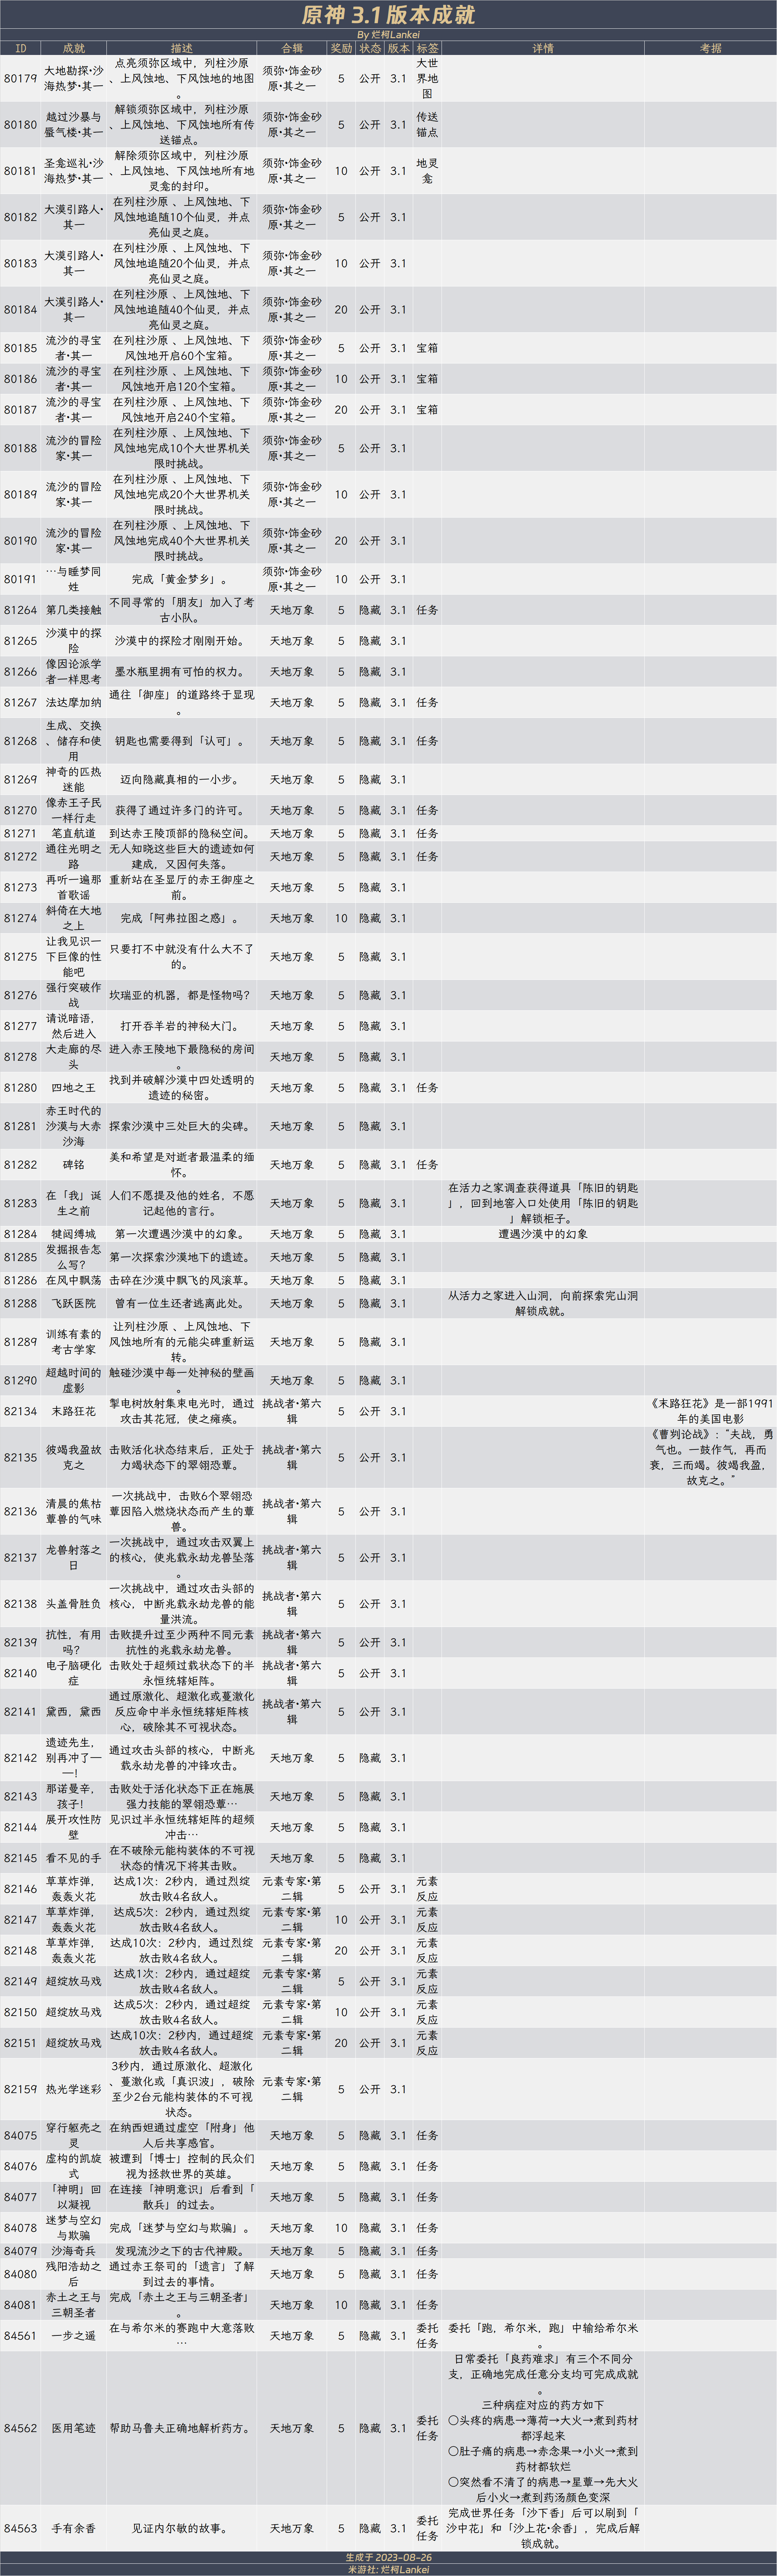 原神 3.1 版本成就
By 烂柯Lankei
ID 成就 描述 合辑 奖励 状态 版本 标签 详情 考据
80179 大地勘探•沙海热梦•其一 点亮须弥区域中，列柱沙原、上风蚀地、下风蚀地的地图。 须弥•饰金砂原•其之一 5 公开 3.1 大世界地图
80180 越过沙暴与蜃气楼•其一 解锁须弥区域中，列柱沙原、上风蚀地、下风蚀地所有传送锚点。 须弥•饰金砂原•其之一 5 公开 3.1 传送锚点
80181 圣龛巡礼•沙海热梦•其一 解除须弥区域中，列柱沙原、上风蚀地、下风蚀地所有地灵龛的封印。 须弥•饰金砂原•其之一 10 公开 3.1 地灵龛
80182 大漠引路人•其一 在列柱沙原 、上风蚀地、下风蚀地追随10个仙灵，并点亮仙灵之庭。 须弥•饰金砂原•其之一 5 公开 3.1
80183 大漠引路人•其一 在列柱沙原 、上风蚀地、下风蚀地追随20个仙灵，并点亮仙灵之庭。 须弥•饰金砂原•其之一 10 公开 3.1
80184 大漠引路人•其一 在列柱沙原 、上风蚀地、下风蚀地追随40个仙灵，并点亮仙灵之庭。 须弥•饰金砂原•其之一 20 公开 3.1
80185 流沙的寻宝者•其一 在列柱沙原 、上风蚀地、下风蚀地开启60个宝箱。 须弥•饰金砂原•其之一 5 公开 3.1 宝箱
80186 流沙的寻宝者•其一 在列柱沙原 、上风蚀地、下风蚀地开启120个宝箱。 须弥•饰金砂原•其之一 10 公开 3.1 宝箱
80187 流沙的寻宝者•其一 在列柱沙原 、上风蚀地、下风蚀地开启240个宝箱。 须弥•饰金砂原•其之一 20 公开 3.1 宝箱
80188 流沙的冒险家•其一 在列柱沙原 、上风蚀地、下风蚀地完成10个大世界机关限时挑战。 须弥•饰金砂原•其之一 5 公开 3.1
80189 流沙的冒险家•其一 在列柱沙原 、上风蚀地、下风蚀地完成20个大世界机关限时挑战。 须弥•饰金砂原•其之一 10 公开 3.1
80190 流沙的冒险家•其一 在列柱沙原 、上风蚀地、下风蚀地完成40个大世界机关限时挑战。 须弥•饰金砂原•其之一 20 公开 3.1
80191 …与睡梦同姓 完成「黄金梦乡」。 须弥•饰金砂原•其之一 10 公开 3.1
81264 第几类接触 不同寻常的「朋友」加入了考古小队。 天地万象 5 隐藏 3.1 任务
81265 沙漠中的探险 沙漠中的探险才刚刚开始。 天地万象 5 隐藏 3.1
81266 像因论派学者一样思考 墨水瓶里拥有可怕的权力。 天地万象 5 隐藏 3.1
81267 法达摩加纳 通往「御座」的道路终于显现。 天地万象 5 隐藏 3.1 任务
81268 生成、交换、储存和使用 钥匙也需要得到「认可」。 天地万象 5 隐藏 3.1 任务
81269 神奇的匹热迷能 迈向隐藏真相的一小步。 天地万象 5 隐藏 3.1
81270 像赤王子民一样行走 获得了通过许多门的许可。 天地万象 5 隐藏 3.1 任务
81271 笔直航道 到达赤王陵顶部的隐秘空间。 天地万象 5 隐藏 3.1 任务
81272 通往光明之路 无人知晓这些巨大的遗迹如何建成，又因何失落。 天地万象 5 隐藏 3.1 任务
81273 再听一遍那首歌谣 重新站在圣显厅的赤王御座之前。 天地万象 5 隐藏 3.1
81274 斜倚在大地之上 完成「阿弗拉图之惑」。 天地万象 10 隐藏 3.1
81275 让我见识一下巨像的性能吧 只要打不中就没有什么大不了的。 天地万象 5 隐藏 3.1
81276 强行突破作战 坎瑞亚的机器，都是怪物吗？ 天地万象 5 隐藏 3.1
81277 请说暗语，然后进入 打开吞羊岩的神秘大门。 天地万象 5 隐藏 3.1
81278 大走廊的尽头 进入赤王陵地下最隐秘的房间。 天地万象 5 隐藏 3.1
81280 四地之王 找到并破解沙漠中四处透明的遗迹的秘密。 天地万象 5 隐藏 3.1 任务
81281 赤王时代的沙漠与大赤沙海 探索沙漠中三处巨大的尖碑。 天地万象 5 隐藏 3.1
81282 碑铭 美和希望是对逝者最温柔的缅怀。 天地万象 5 隐藏 3.1 任务
81283 在「我」诞生之前 人们不愿提及他的姓名，不愿记起他的言行。 天地万象 5 隐藏 3.1 在活力之家调查获得道具「陈旧的钥匙」，回到地窖入口处使用「陈旧的钥匙」解锁柜子。
81284 犍闼缚城 第一次遭遇沙漠中的幻象。 天地万象 5 隐藏 3.1 遭遇沙漠中的幻象
81285 发掘报告怎么写？ 第一次探索沙漠地下的遗迹。 天地万象 5 隐藏 3.1
81286 在风中飘荡 击碎在沙漠中飘飞的风滚草。 天地万象 5 隐藏 3.1
81288 飞跃医院 曾有一位生还者逃离此处。 天地万象 5 隐藏 3.1 从活力之家进入山洞，向前探索完山洞解锁成就。
81289 训练有素的考古学家 让列柱沙原 、上风蚀地、下风蚀地所有的元能尖碑重新运转。 天地万象 5 隐藏 3.1
81290 超越时间的虚影 触碰沙漠中每一处神秘的壁画。 天地万象 5 隐藏 3.1
82134 末路狂花 掣电树放射集束电光时，通过攻击其花冠，使之瘫痪。 挑战者•第六辑 5 公开 3.1 《末路狂花》是一部1991年的美国电影
82135 彼竭我盈故克之 击败活化状态结束后，正处于力竭状态下的翠翎恐蕈。 挑战者•第六辑 5 公开 3.1 《曹刿论战》：“夫战，勇气也。一鼓作气，再而衰，三而竭。彼竭我盈，故克之。”
82136 清晨的焦枯蕈兽的气味 一次挑战中，击败6个翠翎恐蕈因陷入燃烧状态而产生的蕈兽。 挑战者•第六辑 5 公开 3.1
82137 龙兽射落之日 一次挑战中，通过攻击双翼上的核心，使兆载永劫龙兽坠落。 挑战者•第六辑 5 公开 3.1
82138 头盖骨胜负 一次挑战中，通过攻击头部的核心，中断兆载永劫龙兽的能量洪流。 挑战者•第六辑 5 公开 3.1
82139 抗性，有用吗？ 击败提升过至少两种不同元素抗性的兆载永劫龙兽。 挑战者•第六辑 5 公开 3.1
82140 电子脑硬化症 击败处于超频过载状态下的半永恒统辖矩阵。 挑战者•第六辑 5 公开 3.1
82141 黛西，黛西 通过原激化、超激化或蔓激化反应命中半永恒统辖矩阵核心，破除其不可视状态。 挑战者•第六辑 5 公开 3.1
82142 遗迹先生，别再冲了——！ 通过攻击头部的核心，中断兆载永劫龙兽的冲锋攻击。 天地万象 5 隐藏 3.1
82143 那诺曼辛，孩子！ 击败处于活化状态下正在施展强力技能的翠翎恐蕈… 天地万象 5 隐藏 3.1
82144 展开攻性防壁 见识过半永恒统辖矩阵的超频冲击… 天地万象 5 隐藏 3.1
82145 看不见的手 在不破除元能构装体的不可视状态的情况下将其击败。 天地万象 5 隐藏 3.1
82146 草草炸弹，轰轰火花 达成1次：2秒内，通过烈绽放击败4名敌人。 元素专家•第二辑 5 公开 3.1 元素反应
82147 草草炸弹，轰轰火花 达成5次：2秒内，通过烈绽放击败4名敌人。 元素专家•第二辑 10 公开 3.1 元素反应
82148 草草炸弹，轰轰火花 达成10次：2秒内，通过烈绽放击败4名敌人。 元素专家•第二辑 20 公开 3.1 元素反应
82149 超绽放马戏 达成1次：2秒内，通过超绽放击败4名敌人。 元素专家•第二辑 5 公开 3.1 元素反应
82150 超绽放马戏 达成5次：2秒内，通过超绽放击败4名敌人。 元素专家•第二辑 10 公开 3.1 元素反应
82151 超绽放马戏 达成10次：2秒内，通过超绽放击败4名敌人。 元素专家•第二辑 20 公开 3.1 元素反应
82159 热光学迷彩 3秒内，通过原激化、超激化、蔓激化或「真识波」，破除至少2台元能构装体的不可视状态。 元素专家•第二辑 5 公开 3.1
84075 穿行躯壳之灵 在纳西妲通过虚空「附身」他人后共享感官。 天地万象 5 隐藏 3.1 任务
84076 虚构的凯旋式 被遭到「博士」控制的民众们视为拯救世界的英雄。 天地万象 5 隐藏 3.1 任务
84077 「神明」回以凝视 在连接「神明意识」后看到「散兵」的过去。 天地万象 5 隐藏 3.1 任务
84078 迷梦与空幻与欺骗 完成「迷梦与空幻与欺骗」。 天地万象 10 隐藏 3.1 任务
84079 沙海奇兵 发现流沙之下的古代神殿。 天地万象 5 隐藏 3.1 任务
84080 残阳浩劫之后 通过赤王祭司的「遗言」了解到过去的事情。 天地万象 5 隐藏 3.1 任务
84081 赤土之王与三朝圣者 完成「赤土之王与三朝圣者」。 天地万象 10 隐藏 3.1 任务
84561 一步之遥 在与希尔米的赛跑中大意落败… 天地万象 5 隐藏 3.1 委托任务 委托「跑，希尔米，跑」中输给希尔米。
84562 医用笔迹 帮助马鲁夫正确地解析药方。 天地万象 5 隐藏 3.1 委托任务 日常委托「良药难求」有三个不同分支，正确地完成任意分支均可完成成就。
三种病症对应的药方如下
〇头疼的病患→薄荷→大火→煮到药材都浮起来
〇肚子痛的病患→赤念果→小火→煮到药材都软烂
〇突然看不清了的病患→星蕈→先大火后小火→煮到药汤颜色变深
84563 手有余香 见证内尔敏的故事。 天地万象 5 隐藏 3.1 委托任务 完成世界任务「沙下香」后可以刷到「沙中花」和「沙上花•余香」，完成后解锁成就。
生成于 2023-08-26
米游社: 烂柯Lankei